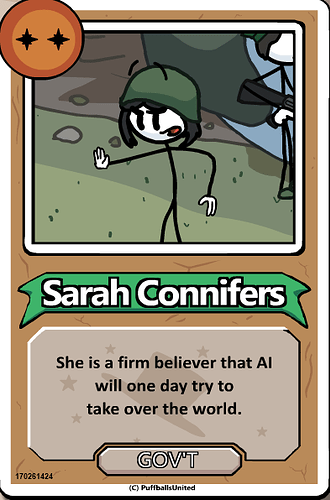 Sarah Connifers
She is a firm believer that AI
will one day try to
take over the world.
GOV'T
170261424
(C) PuffballsUnited